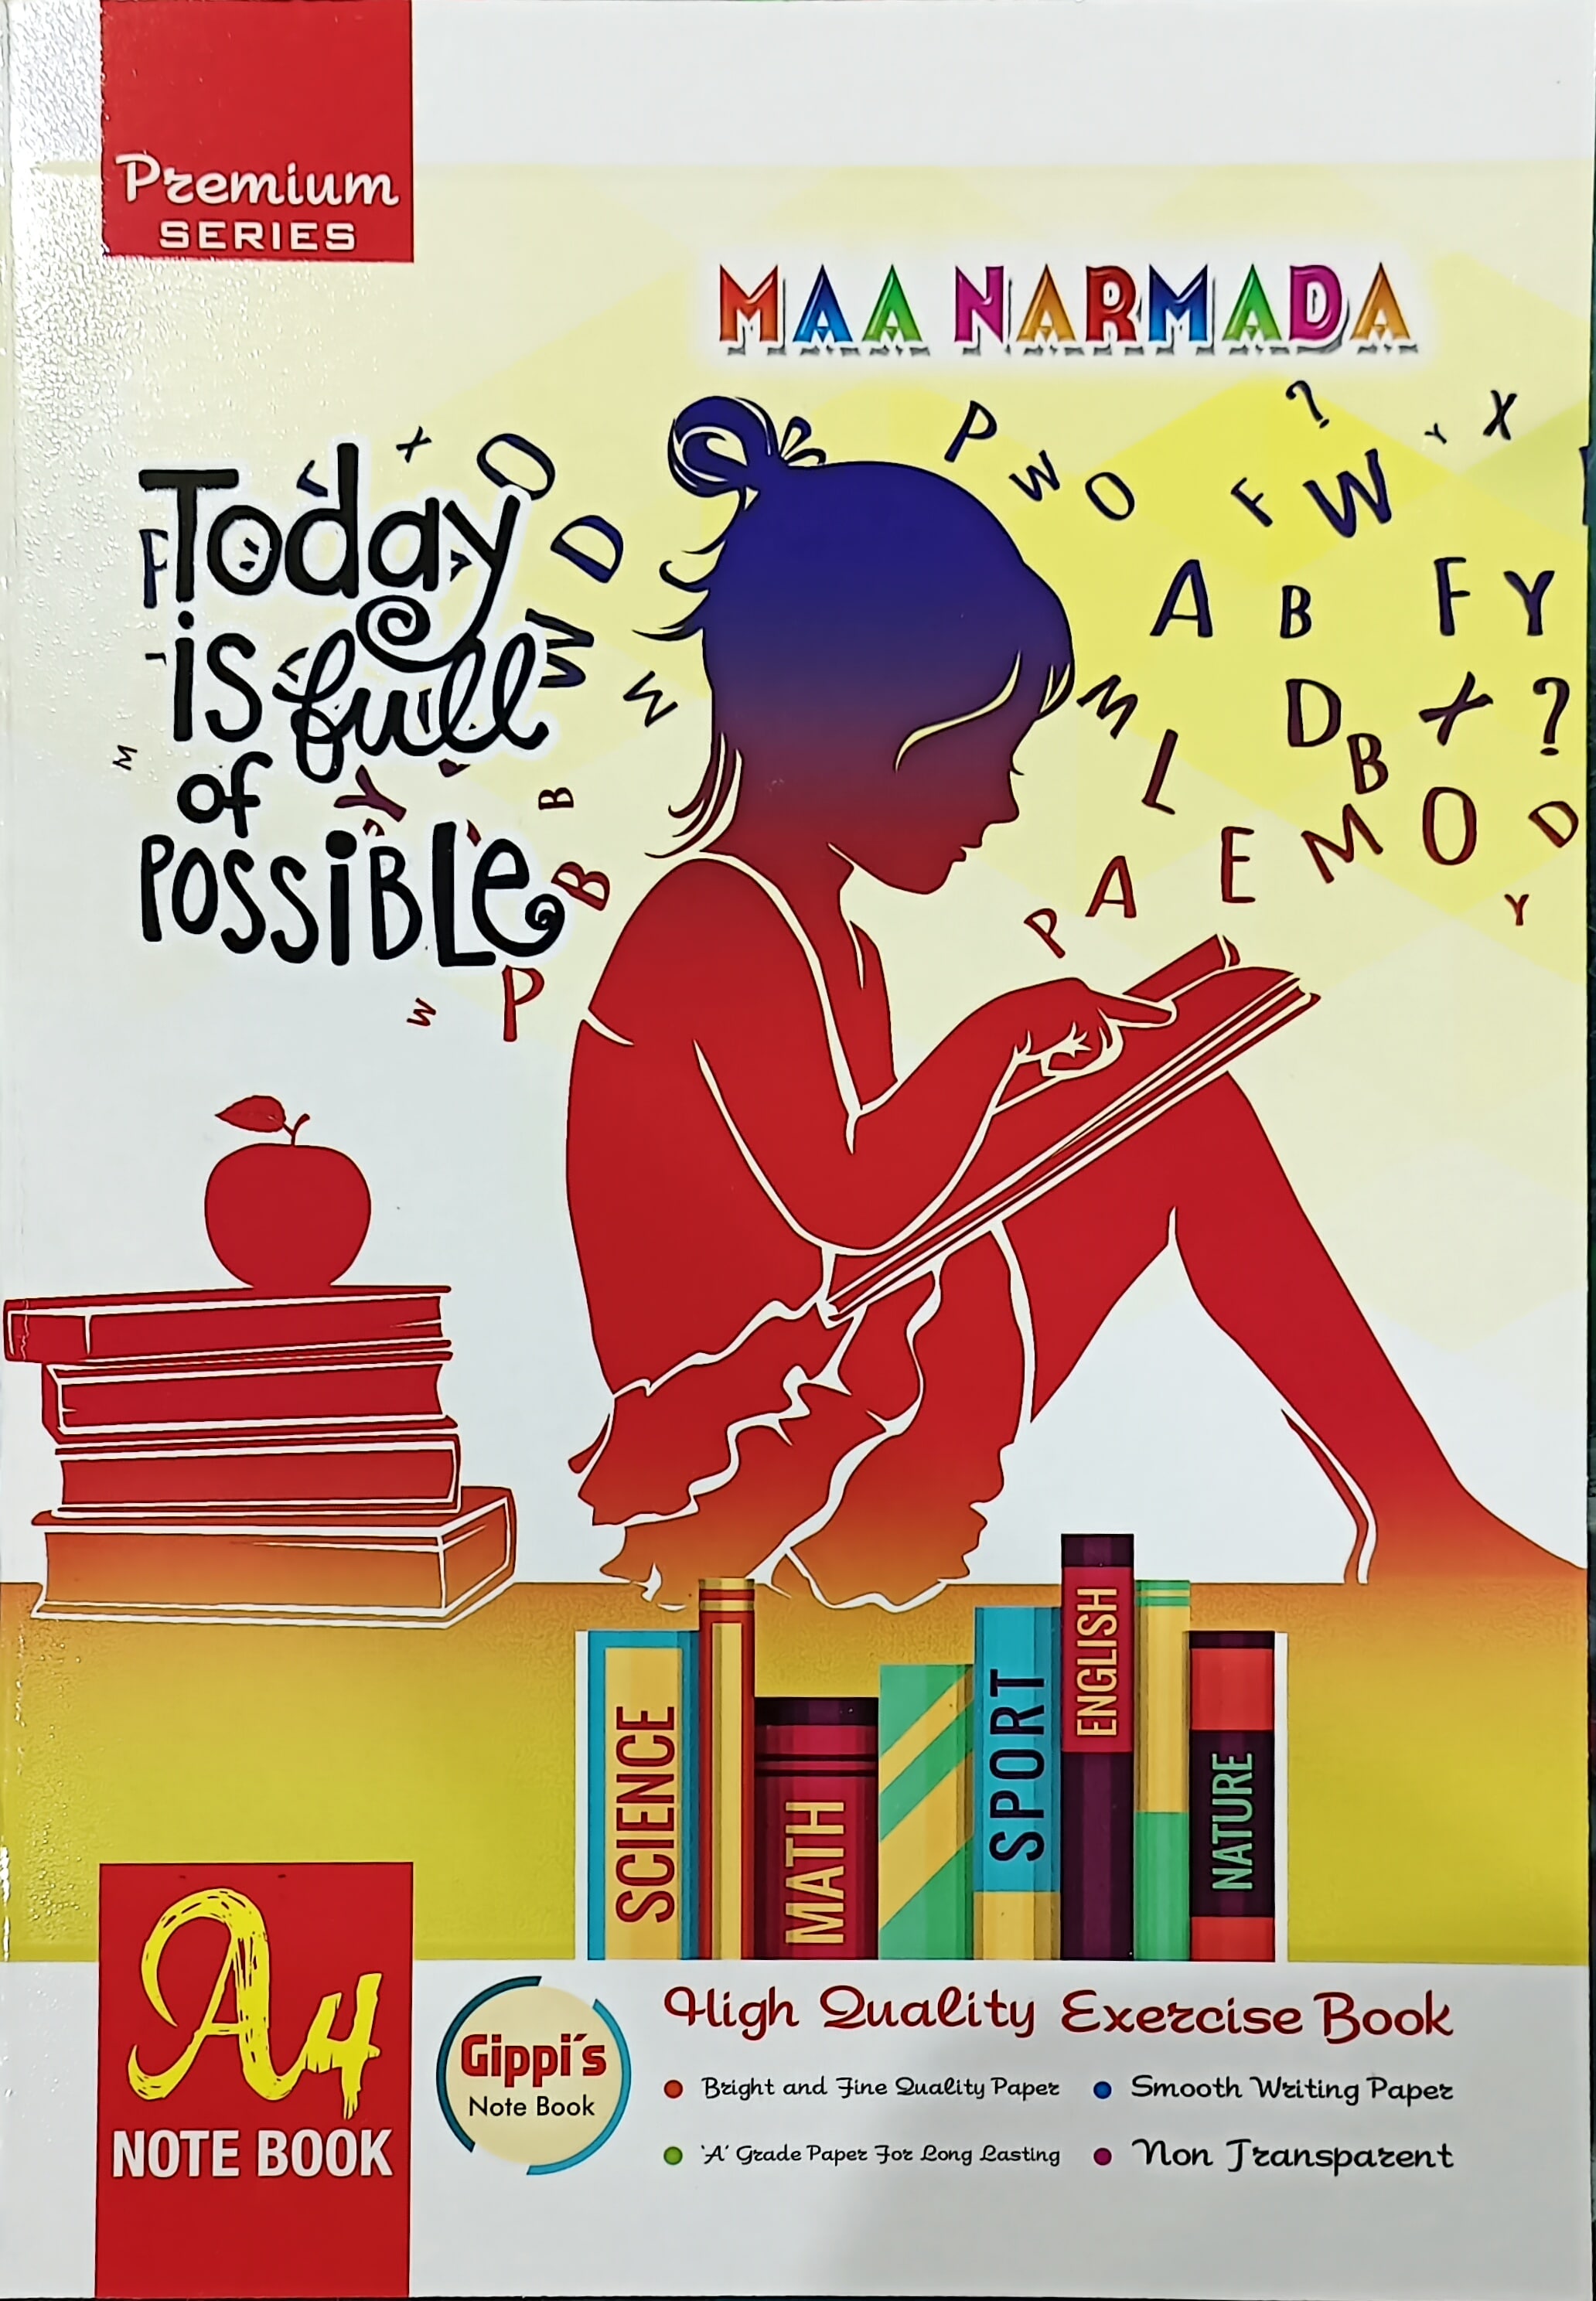 Premium
SERIES
MAA NARMADA
Today
is full
of
POSSIBLe
X
O
D
W
W
M
Y
B
B
P
W
P
W
O
?
Y
X
F
W
A
B
F
Y
M
D
X
?
L
B
E
M
O
D
P
A
Y
SCIENCE
MATH
SPORT
ENGLISH
NATURE
A4
NOTE BOOK
Gippi's
Note Book
High Quality Exercise Book
Bright and Fine Quality Paper
Smooth Writing Paper
'A' Grade Paper For Long Lasting
Non Transparent